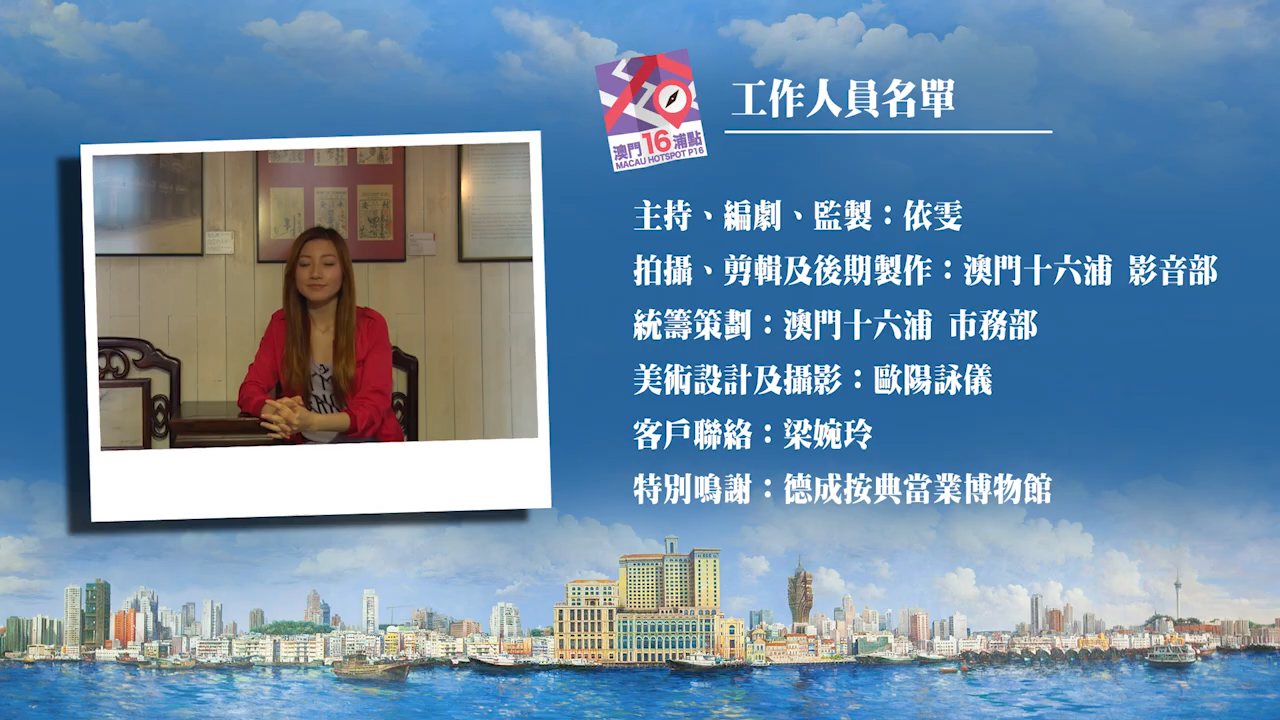 澳門16浦點
MACAU HOTSPOT P16
工作人員名單
主持、編劇、監製：依雯
拍攝、剪輯及後期製作：澳門十六浦 影音部
統籌策劃：澳門十六浦 市務部
美術設計及攝影：歐陽詠儀
客戶聯絡：梁婉玲
特別鳴謝：德成按典當業博物館